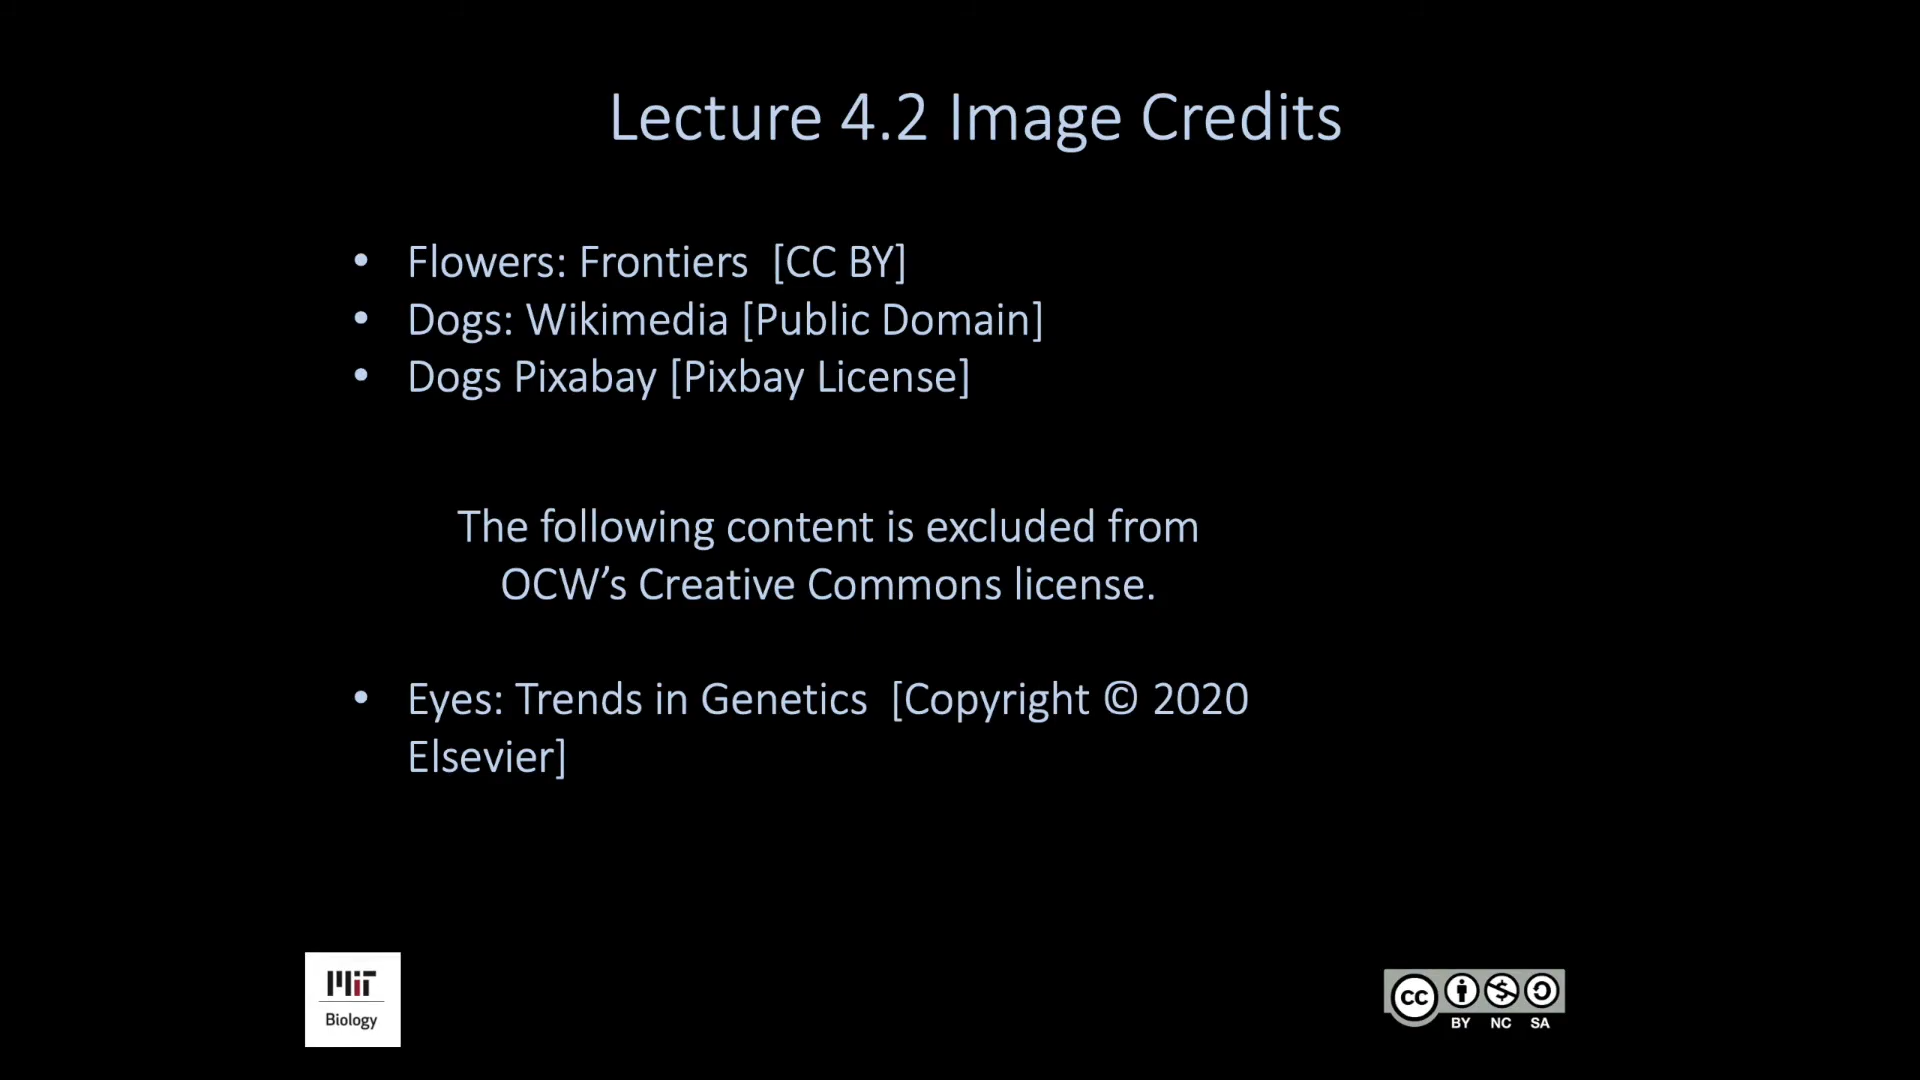 Lecture 4.2 Image Credits
• Flowers: Frontiers  [CC BY]
• Dogs: Wikimedia [Public Domain]
• Dogs Pixabay [Pixbay License]
The following content is excluded from
OCW’s Creative Commons license.
• Eyes: Trends in Genetics  [Copyright © 2020
Elsevier]
MiT
Biology
cc
BY NC SA